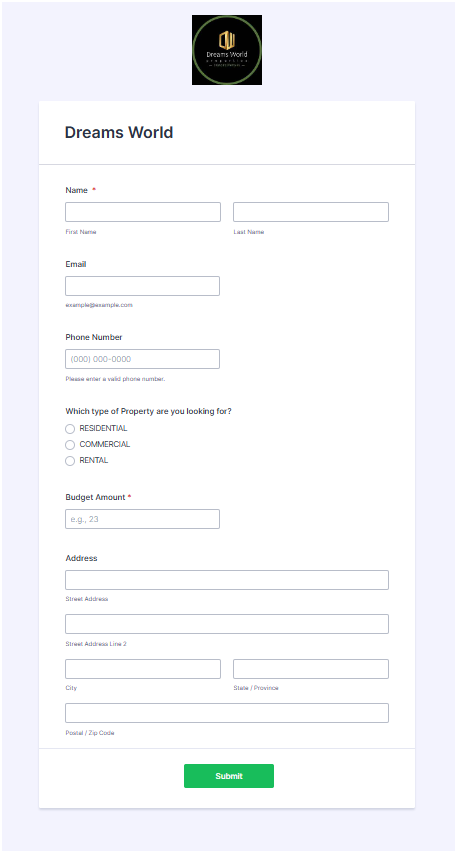 Dreams World
properties
Dreams World
Name *
First Name Last Name
Email
example@example.com
Phone Number
(000) 000-0000
Please enter a valid phone number.
Which type of Property are you looking for?
RESIDENTIAL
COMMERCIAL
RENTAL
Budget Amount *
e.g., 23
Address
Street Address
Street Address Line 2
City State / Province
Postal / Zip Code
Submit